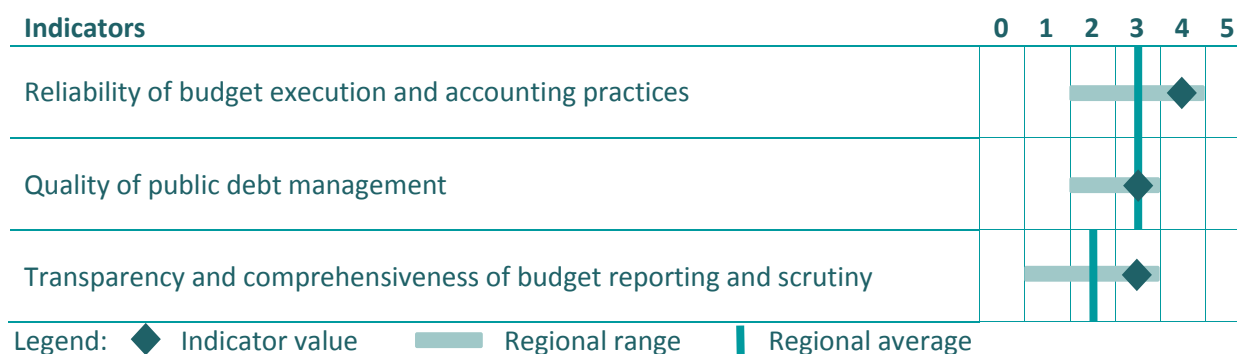 Indicators 0 1 2 3 4 5
Reliability of budget execution and accounting practices
Quality of public debt management
Transparency and comprehensiveness of budget reporting and scrutiny
Legend: Indicator value Regional range Regional average